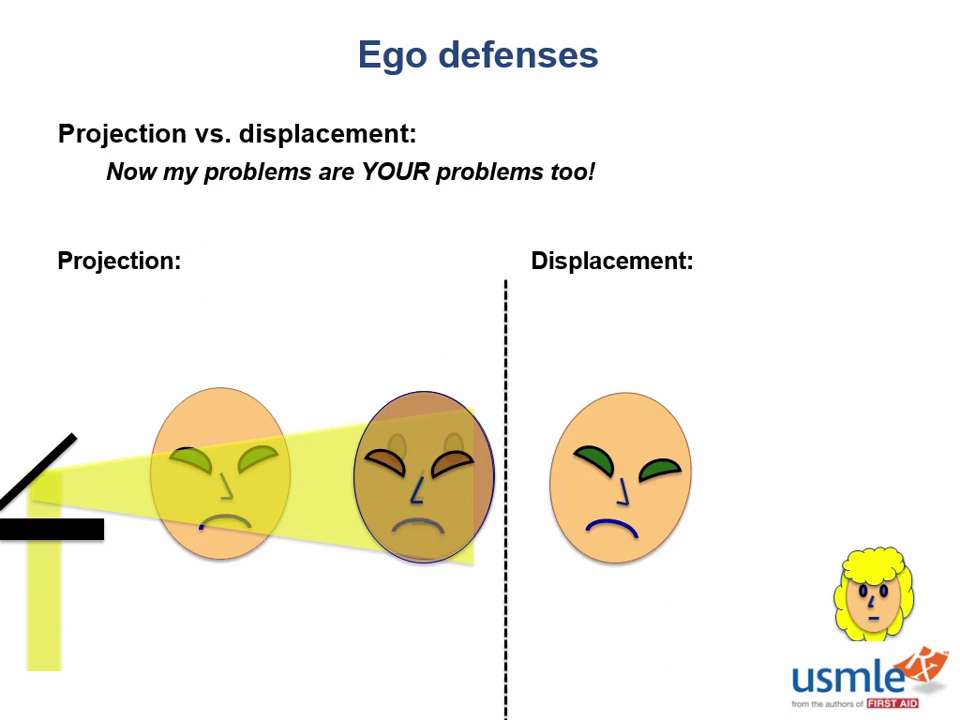 Ego defenses
Projection vs. displacement:
Now my problems are YOUR problems too!
Projection:
Displacement:
usmle Rx
from the authors of FIRST AID